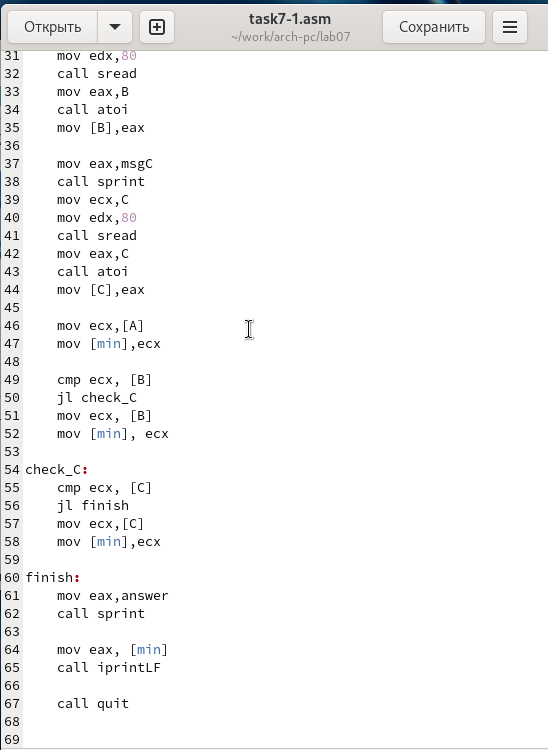 Открыть
task7-1.asm
~/work/arch-pc/lab07
Сохранить
31 mov edx,80
32 call sread
33 mov eax,B
34 call atoi
35 mov [B],eax
36
37 mov eax,msgC
38 call sprint
39 mov ecx,C
40 mov edx,80
41 call sread
42 mov eax,C
43 call atoi
44 mov [C],eax
45
46 mov ecx,[A]
47 mov [min],ecx
48
49 cmp ecx, [B]
50 jl check_C
51 mov ecx, [B]
52 mov [min], ecx
53
54 check_C:
55 cmp ecx, [C]
56 jl finish
57 mov ecx,[C]
58 mov [min],ecx
59
60 finish:
61 mov eax,answer
62 call sprint
63
64 mov eax, [min]
65 call iprintLF
66
67 call quit
68
69